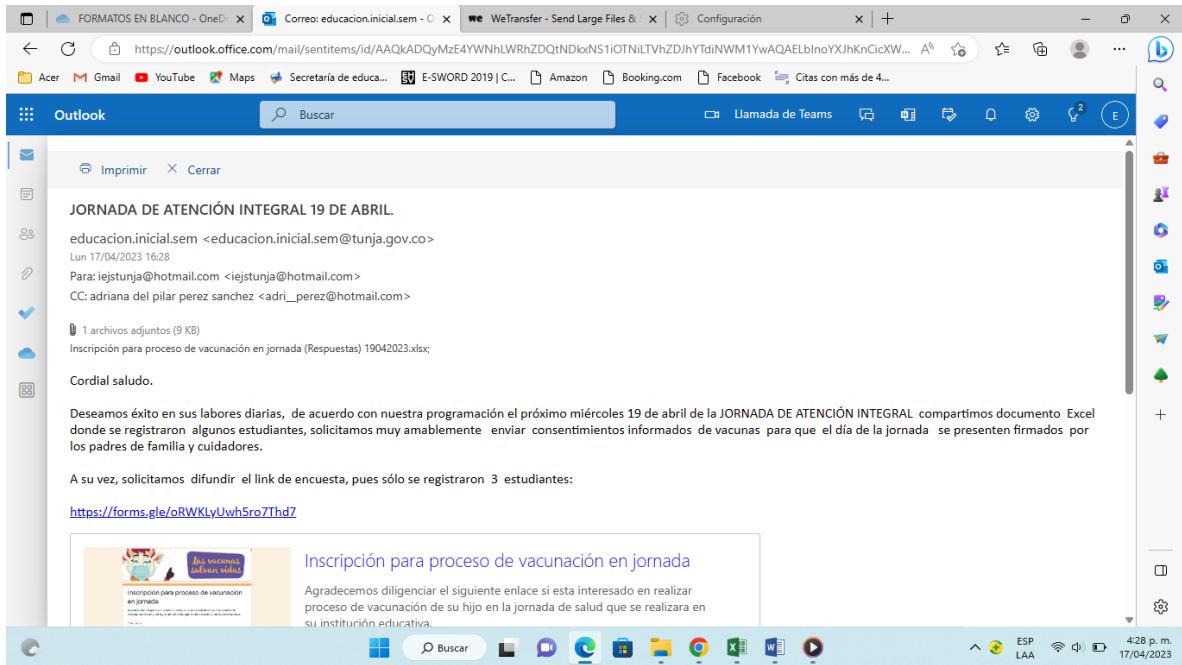 FORMATOS EN BLANCO - OneDr
Correo: educacion.inicial.sem - O
WeTransfer - Send Large Files &
Configuración
https://outlook.office.com/mail/sentitems/id/
Acer
Gmail
YouTube
Maps
Secretaría de educa...
E-SWORD 2019 | C...
Amazon
Booking.com
Facebook
Citas con más de 4...
Outlook
Buscar
Llamada de Teams
2
E
Imprimir
Cerrar
JORNADA DE ATENCIÓN INTEGRAL 19 DE ABRIL.
educacion.inicial.sem <educacion.inicial.sem@tunja.gov.co>
Lun 17/04/2023 16:28
Para: iejstunja@hotmail.com <iejstunja@hotmail.com>
CC: adriana del pilar perez sanchez <adri__perez@hotmail.com>
1 archivos adjuntos (9 KB)
Inscripción para proceso de vacunación en jornada (Respuestas) 19042023.xlsx;
Cordial saludo.
Deseamos éxito en sus labores diarias, de acuerdo con nuestra programación el próximo miércoles 19 de abril de la JORNADA DE ATENCIÓN INTEGRAL compartimos documento Excel
donde se registraron algunos estudiantes, solicitamos muy amablemente enviar consentimientos informados de vacunas para que el día de la jornada se presenten firmados por
los padres de familia y cuidadores.
A su vez, solicitamos difundir el link de encuesta, pues sólo se registraron 3 estudiantes:
https://forms.gle/oRWKLyUwh5ro7Thd7
Las vacunas
salvan vidas
Inscripción para proceso de vacunación
en jornada
Inscripción para proceso de vacunación en jornada
Agradecemos diligenciar el siguiente enlace si esta interesado en realizar
proceso de vacunación de su hijo en la jornada de salud que se realizara en
su institución educativa.
Buscar
ESP
LAA
4:28 p. m.
17/04/2023